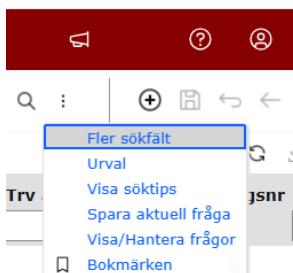 Fler sökfält
Urval
Visa söktips
Trv
gsnr
Spara aktuell fråga
Visa/Hantera frågor
Bokmärken